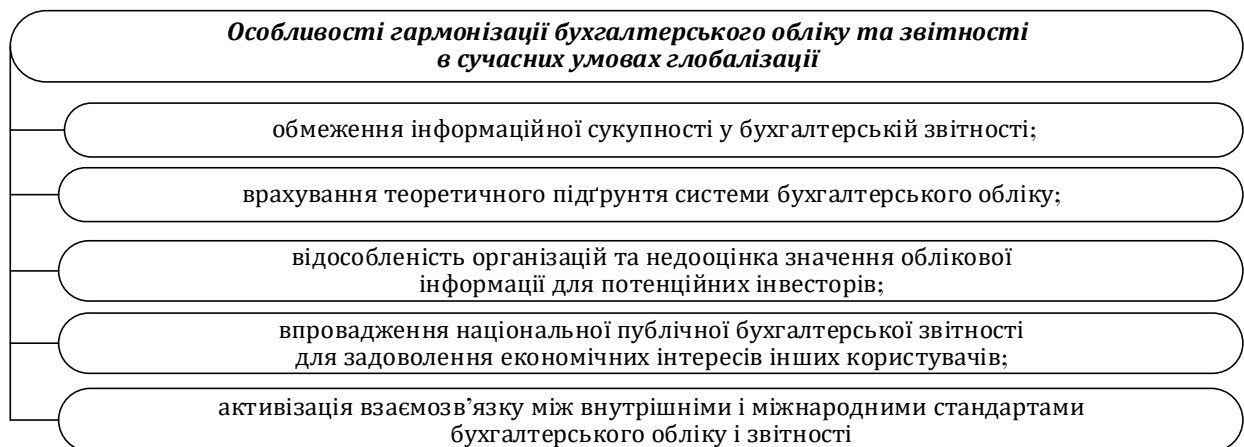 Особливості гармонізації бухгалтерського обліку та звітності
в сучасних умовах глобалізації
обмеження інформаційної сукупності у бухгалтерській звітності;
врахування теоретичного підґрунтя системи бухгалтерського обліку;
відособленість організацій та недооцінка значення облікової
інформації для потенційних інвесторів;
впровадження національної публічної бухгалтерської звітності
для задоволення економічних інтересів інших користувачів;
активізація взаємозв’язку між внутрішніми і міжнародними стандартами
бухгалтерського обліку і звітності